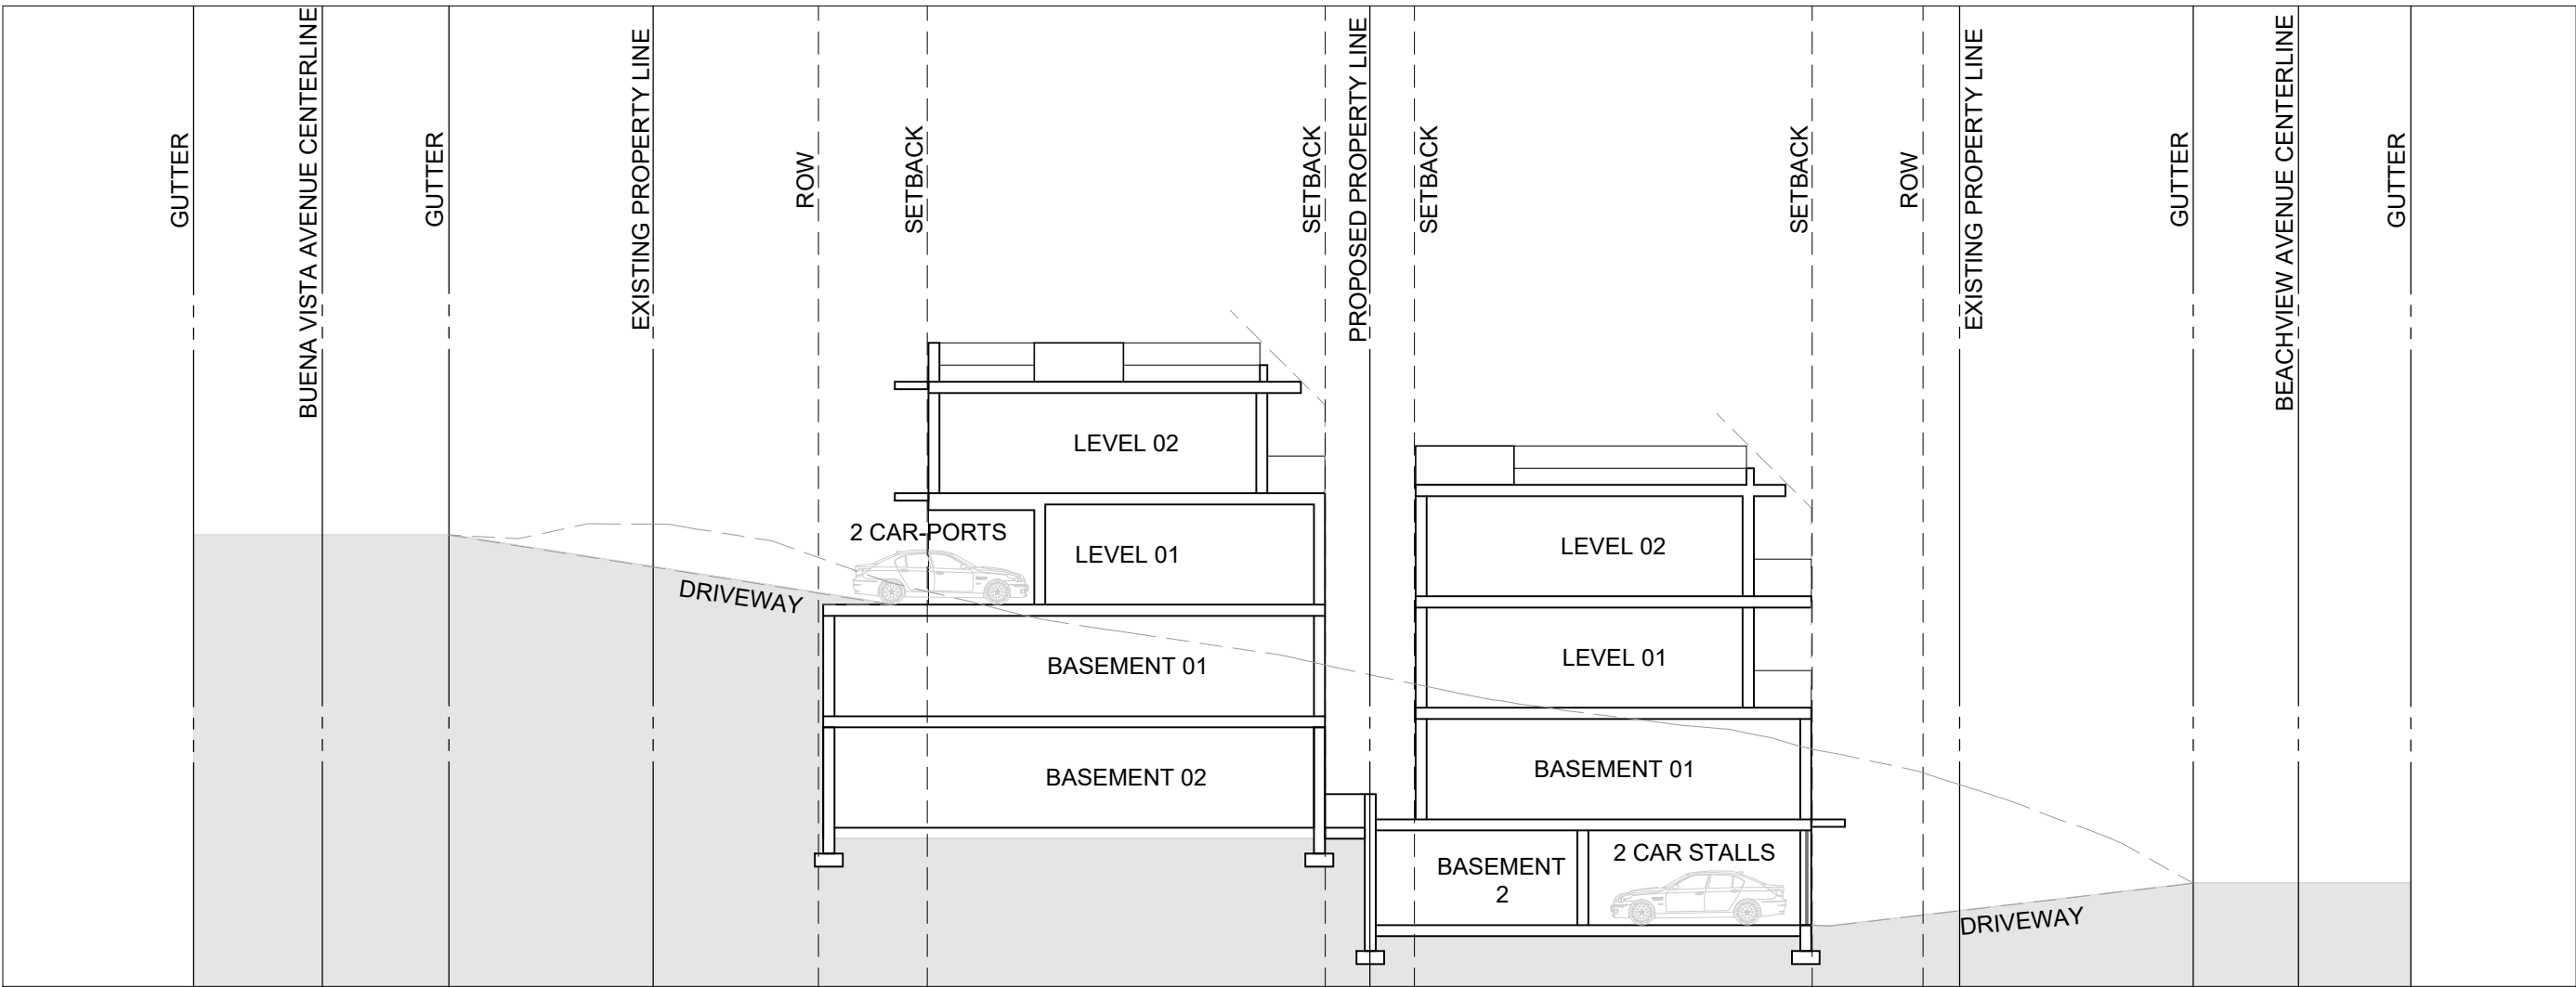 GUTTER
BUENA VISTA AVENUE CENTERLINE
GUTTER
EXISTING PROPERTY LINE
ROW
SETBACK
SETBACK
PROPOSED PROPERTY LINE
SETBACK
SETBACK
ROW
EXISTING PROPERTY LINE
GUTTER
BEACHVIEW AVENUE CENTERLINE
GUTTER
LEVEL 02
2 CAR-PORTS
LEVEL 01
DRIVEWAY
BASEMENT 01
BASEMENT 02
LEVEL 02
LEVEL 01
BASEMENT 01
BASEMENT
2
2 CAR STALLS
DRIVEWAY